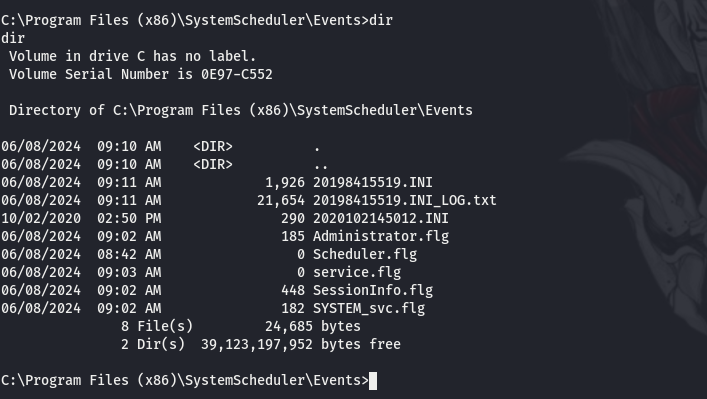 C:\Program Files (x86)\SystemScheduler\Events>dir
dir
 Volume in drive C has no label.
 Volume Serial Number is 0E97-C552

 Directory of C:\Program Files (x86)\SystemScheduler\Events

06/08/2024  09:10 AM    <DIR>          .
06/08/2024  09:10 AM    <DIR>          ..
06/08/2024  09:11 AM             1,926 20198415519.INI
06/08/2024  09:11 AM            21,654 20198415519.INI_LOG.txt
10/02/2020  02:50 PM               290 2020102145012.INI
06/08/2024  09:02 AM               185 Administrator.flg
06/08/2024  08:42 AM                 0 Scheduler.flg
06/08/2024  09:03 AM                 0 service.flg
06/08/2024  09:02 AM               448 SessionInfo.flg
06/08/2024  09:02 AM               182 SYSTEM_svc.flg
               8 File(s)         24,685 bytes
               2 Dir(s)  39,123,197,952 bytes free

C:\Program Files (x86)\SystemScheduler\Events>